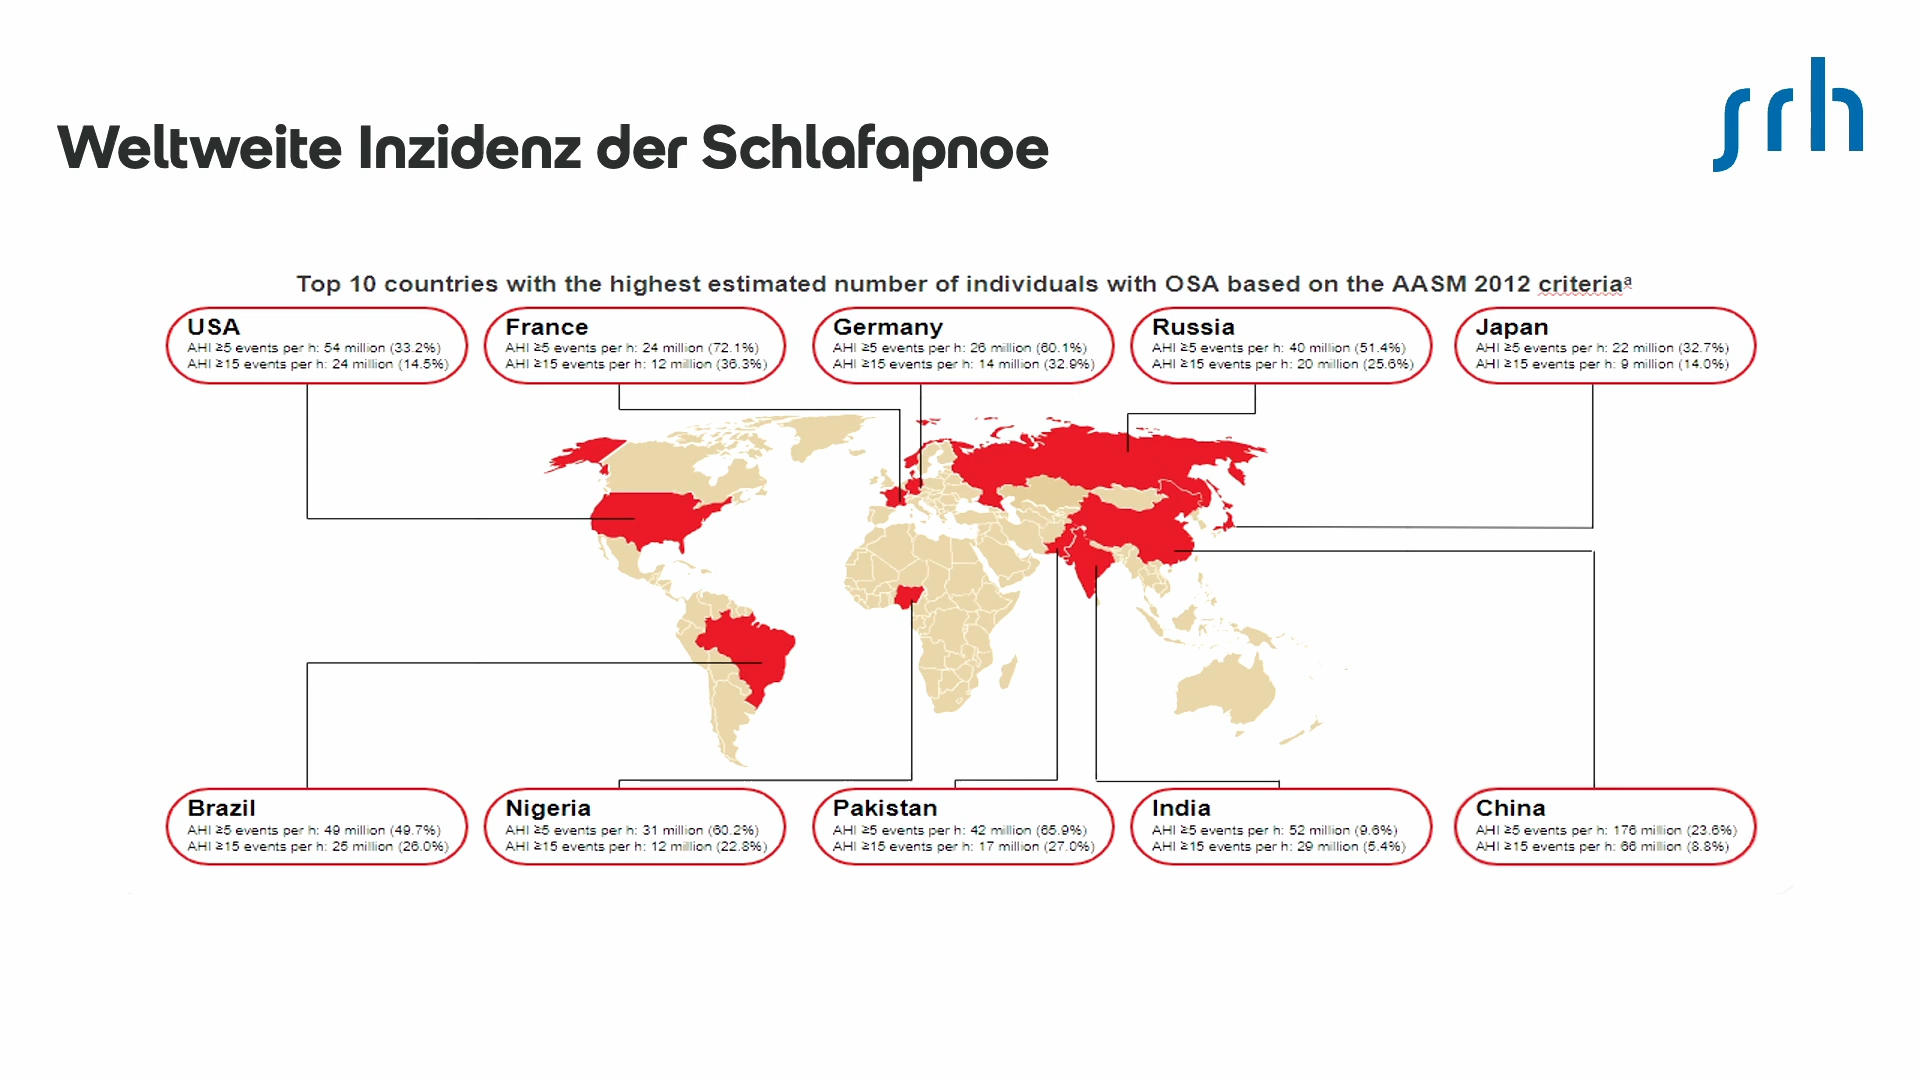 srh
Weltweite Inzidenz der Schlafapnoe
Top 10 countries with the highest estimated number of individuals with OSA based on the AASM 2012 criteriaᵃ
USA
AHI ≥5 events per h: 54 million (33.2%)
AHI ≥15 events per h: 24 million (14.5%)
France
AHI ≥5 events per h: 24 million (72.1%)
AHI ≥15 events per h: 12 million (36.3%)
Germany
AHI ≥5 events per h: 26 million (60.1%)
AHI ≥15 events per h: 14 million (32.9%)
Russia
AHI ≥5 events per h: 40 million (51.4%)
AHI ≥15 events per h: 20 million (25.6%)
Japan
AHI ≥5 events per h: 22 million (32.7%)
AHI ≥15 events per h: 9 million (14.0%)
Brazil
AHI ≥5 events per h: 49 million (49.7%)
AHI ≥15 events per h: 25 million (26.0%)
Nigeria
AHI ≥5 events per h: 31 million (60.2%)
AHI ≥15 events per h: 12 million (22.8%)
Pakistan
AHI ≥5 events per h: 42 million (65.9%)
AHI ≥15 events per h: 17 million (27.0%)
India
AHI ≥5 events per h: 52 million (9.6%)
AHI ≥15 events per h: 29 million (5.4%)
China
AHI ≥5 events per h: 176 million (23.6%)
AHI ≥15 events per h: 66 million (8.8%)